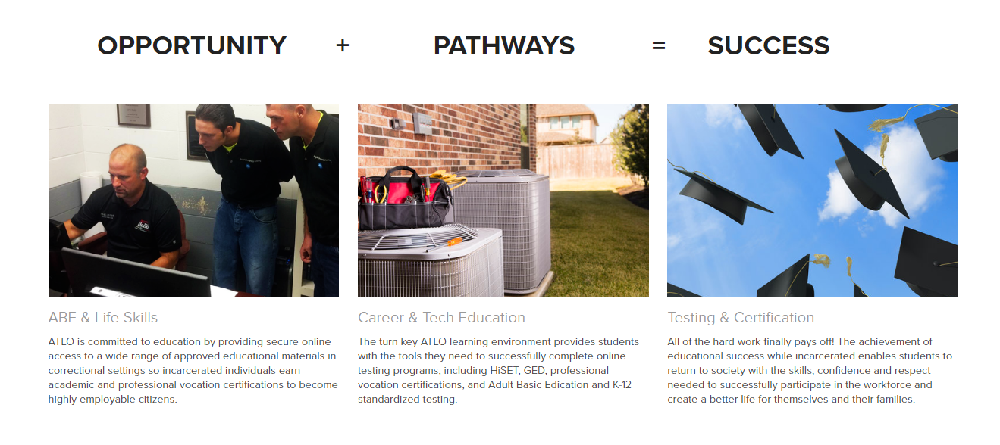 OPPORTUNITY + PATHWAYS = SUCCESS
ABE & Life Skills
ATLO is committed to education by providing secure online
access to a wide range of approved educational materials in
correctional settings so incarcerated individuals earn
academic and professional vocation certifications to become
highly employable citizens.
Career & Tech Education
The turn key ATLO learning environment provides students
with the tools they need to successfully complete online
testing programs, including HiSET, GED, professional
vocation certifications, and Adult Basic Edication and K-12
standardized testing.
Testing & Certification
All of the hard work finally pays off! The achievement of
educational success while incarcerated enables students to
return to society with the skills, confidence and respect
needed to successfully participate in the workforce and
create a better life for themselves and their families.